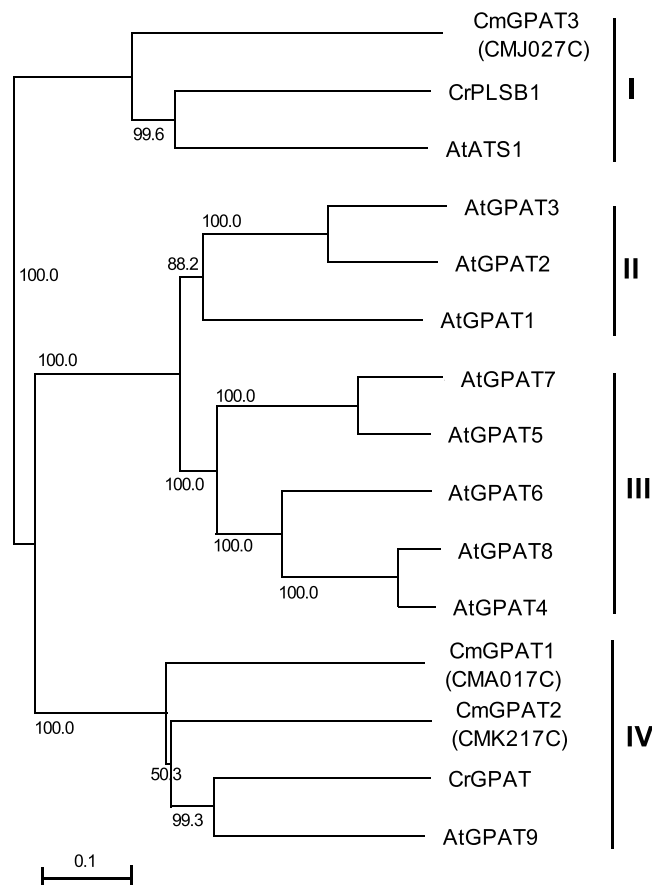 CmGPAT3
(CMJ027C)
I
CrPLSB1
99.6
AtATS1
AtGPAT3
100.0
88.2
AtGPAT2
II
100.0
AtGPAT1
100.0
AtGPAT7
100.0
AtGPAT5
100.0
AtGPAT6
III
100.0
AtGPAT8
100.0
AtGPAT4
CmGPAT1
(CMA017C)
100.0
CmGPAT2
(CMK217C)
IV
50.3
CrGPAT
99.3
AtGPAT9
0.1